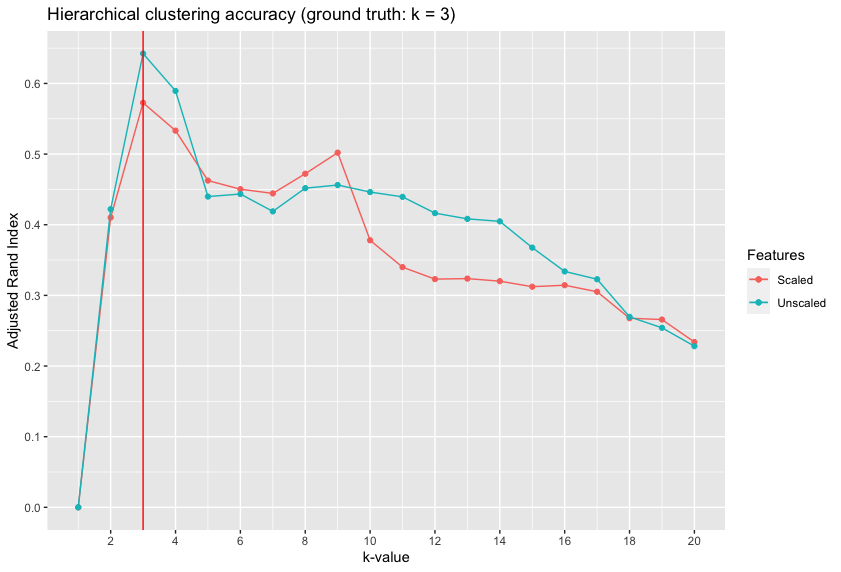 Hierarchical clustering accuracy (ground truth: k = 3)
Adjusted Rand Index
0.6
0.5
0.4
0.3
0.2
0.1
0.0
2 4 6 8 10 12 14 16 18 20
k-value
Features
Scaled
Unscaled